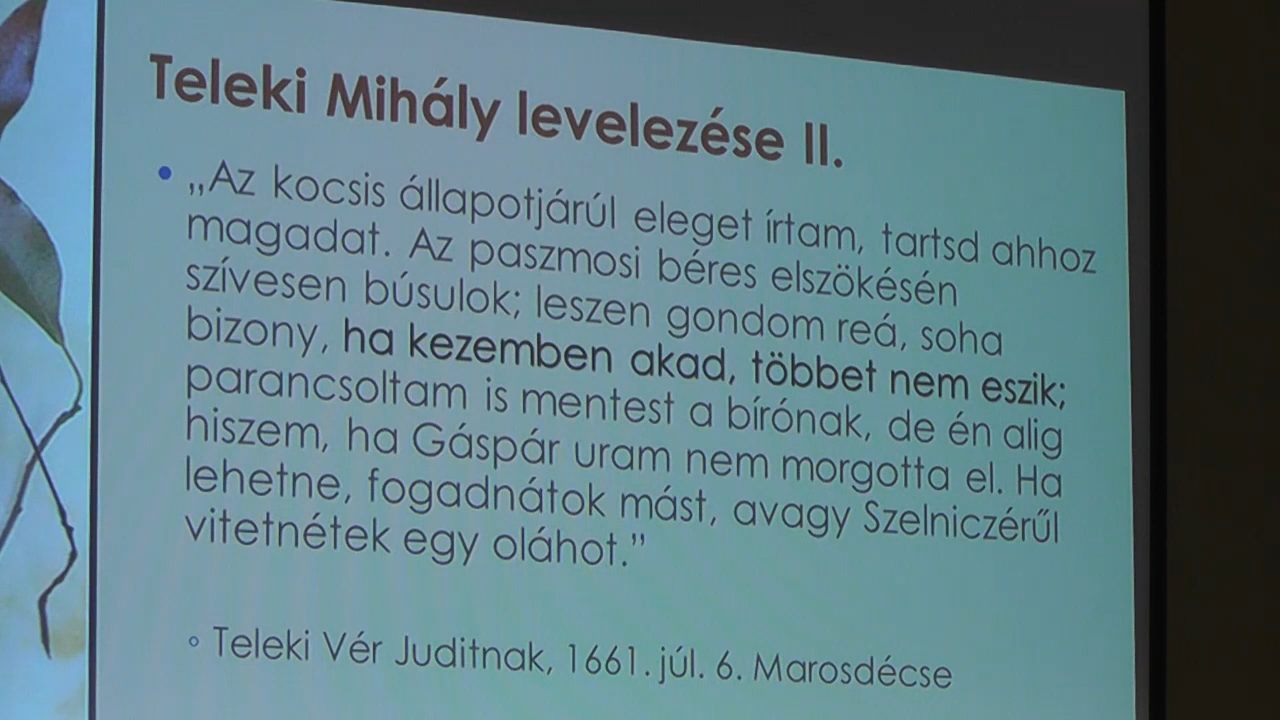 Teleki Mihály levelezése II.
• „Az kocsis állapotjárúl eleget írtam, tartsd ahhoz
magadat. Az paszmosi béres elszökésén
szívesen búsulok; leszen gondom reá, soha
bizony, ha kezemben akad, többet nem eszik;
parancsoltam is mentest a bírónak, de én alig
hiszem, ha Gáspár uram nem morgotta el. Ha
lehetne, fogadnátok mást, avagy Szelniczérűl
vitetnétek egy oláhot.”
◦ Teleki Vér Juditnak, 1661. júl. 6. Marosdécse